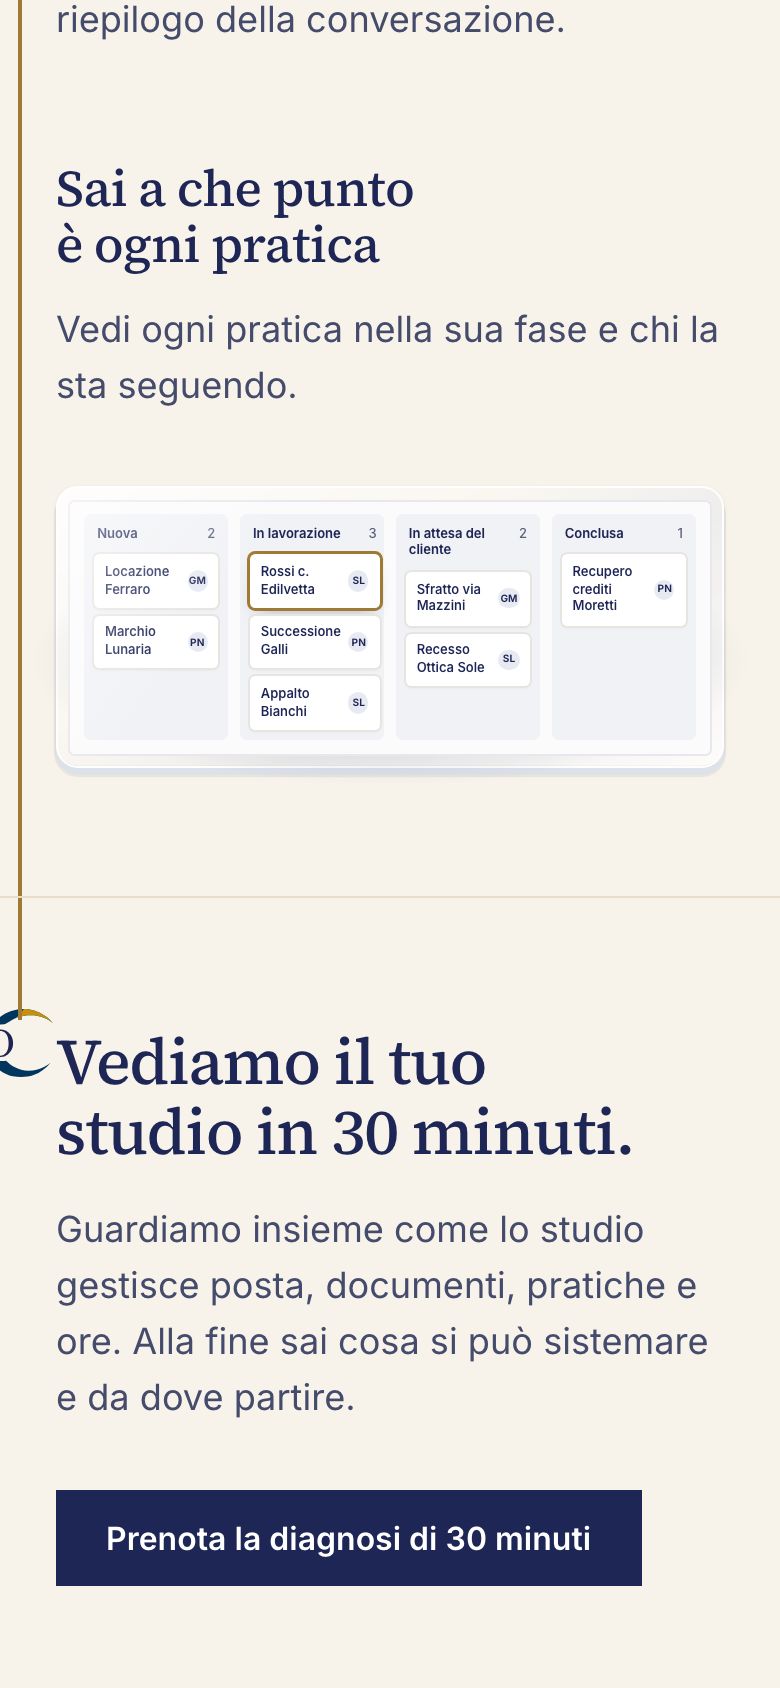 riepilogo della conversazione.
Sai a che punto
è ogni pratica
Vedi ogni pratica nella sua fase e chi la
sta seguendo.
Nuova 2
Locazione
Ferraro
GM
Marchio
Lunaria
PN
In lavorazione 3
Rossi c.
Edilvetta
SL
Successione
Galli
PN
Appalto
Bianchi
SL
In attesa del
cliente
2
Sfratto via
Mazzini
GM
Recesso
Ottica Sole
SL
Conclusa 1
Recupero
crediti
Moretti
PN
Vediamo il tuo
studio in 30 minuti.
Guardiamo insieme come lo studio
gestisce posta, documenti, pratiche e
ore. Alla fine sai cosa si può sistemare
e da dove partire.
Prenota la diagnosi di 30 minuti